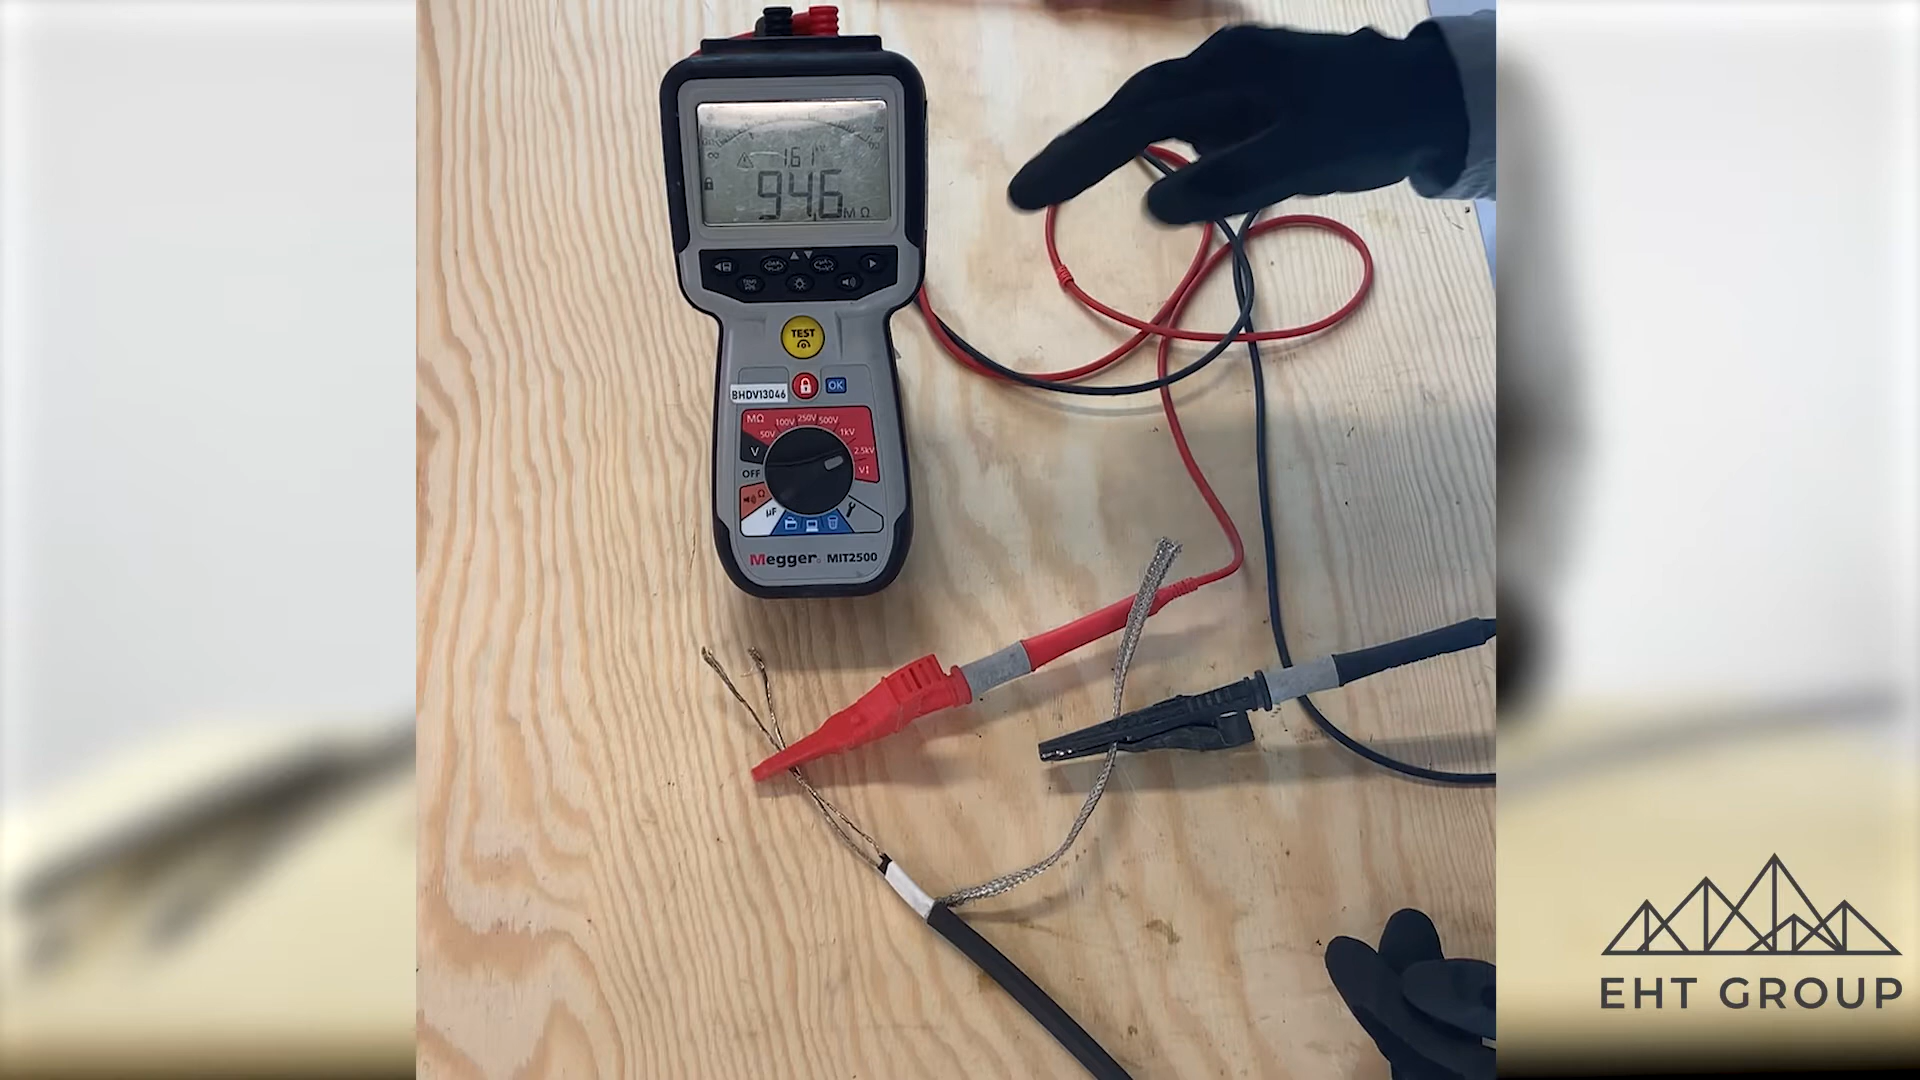 161
94.6 MΩ
TEST
OK
BHDV13046
MΩ 50V 100V 250V 500V 1kV 2.5kV
V
OFF
Ω
µF
Megger MIT2500
EHT GROUP